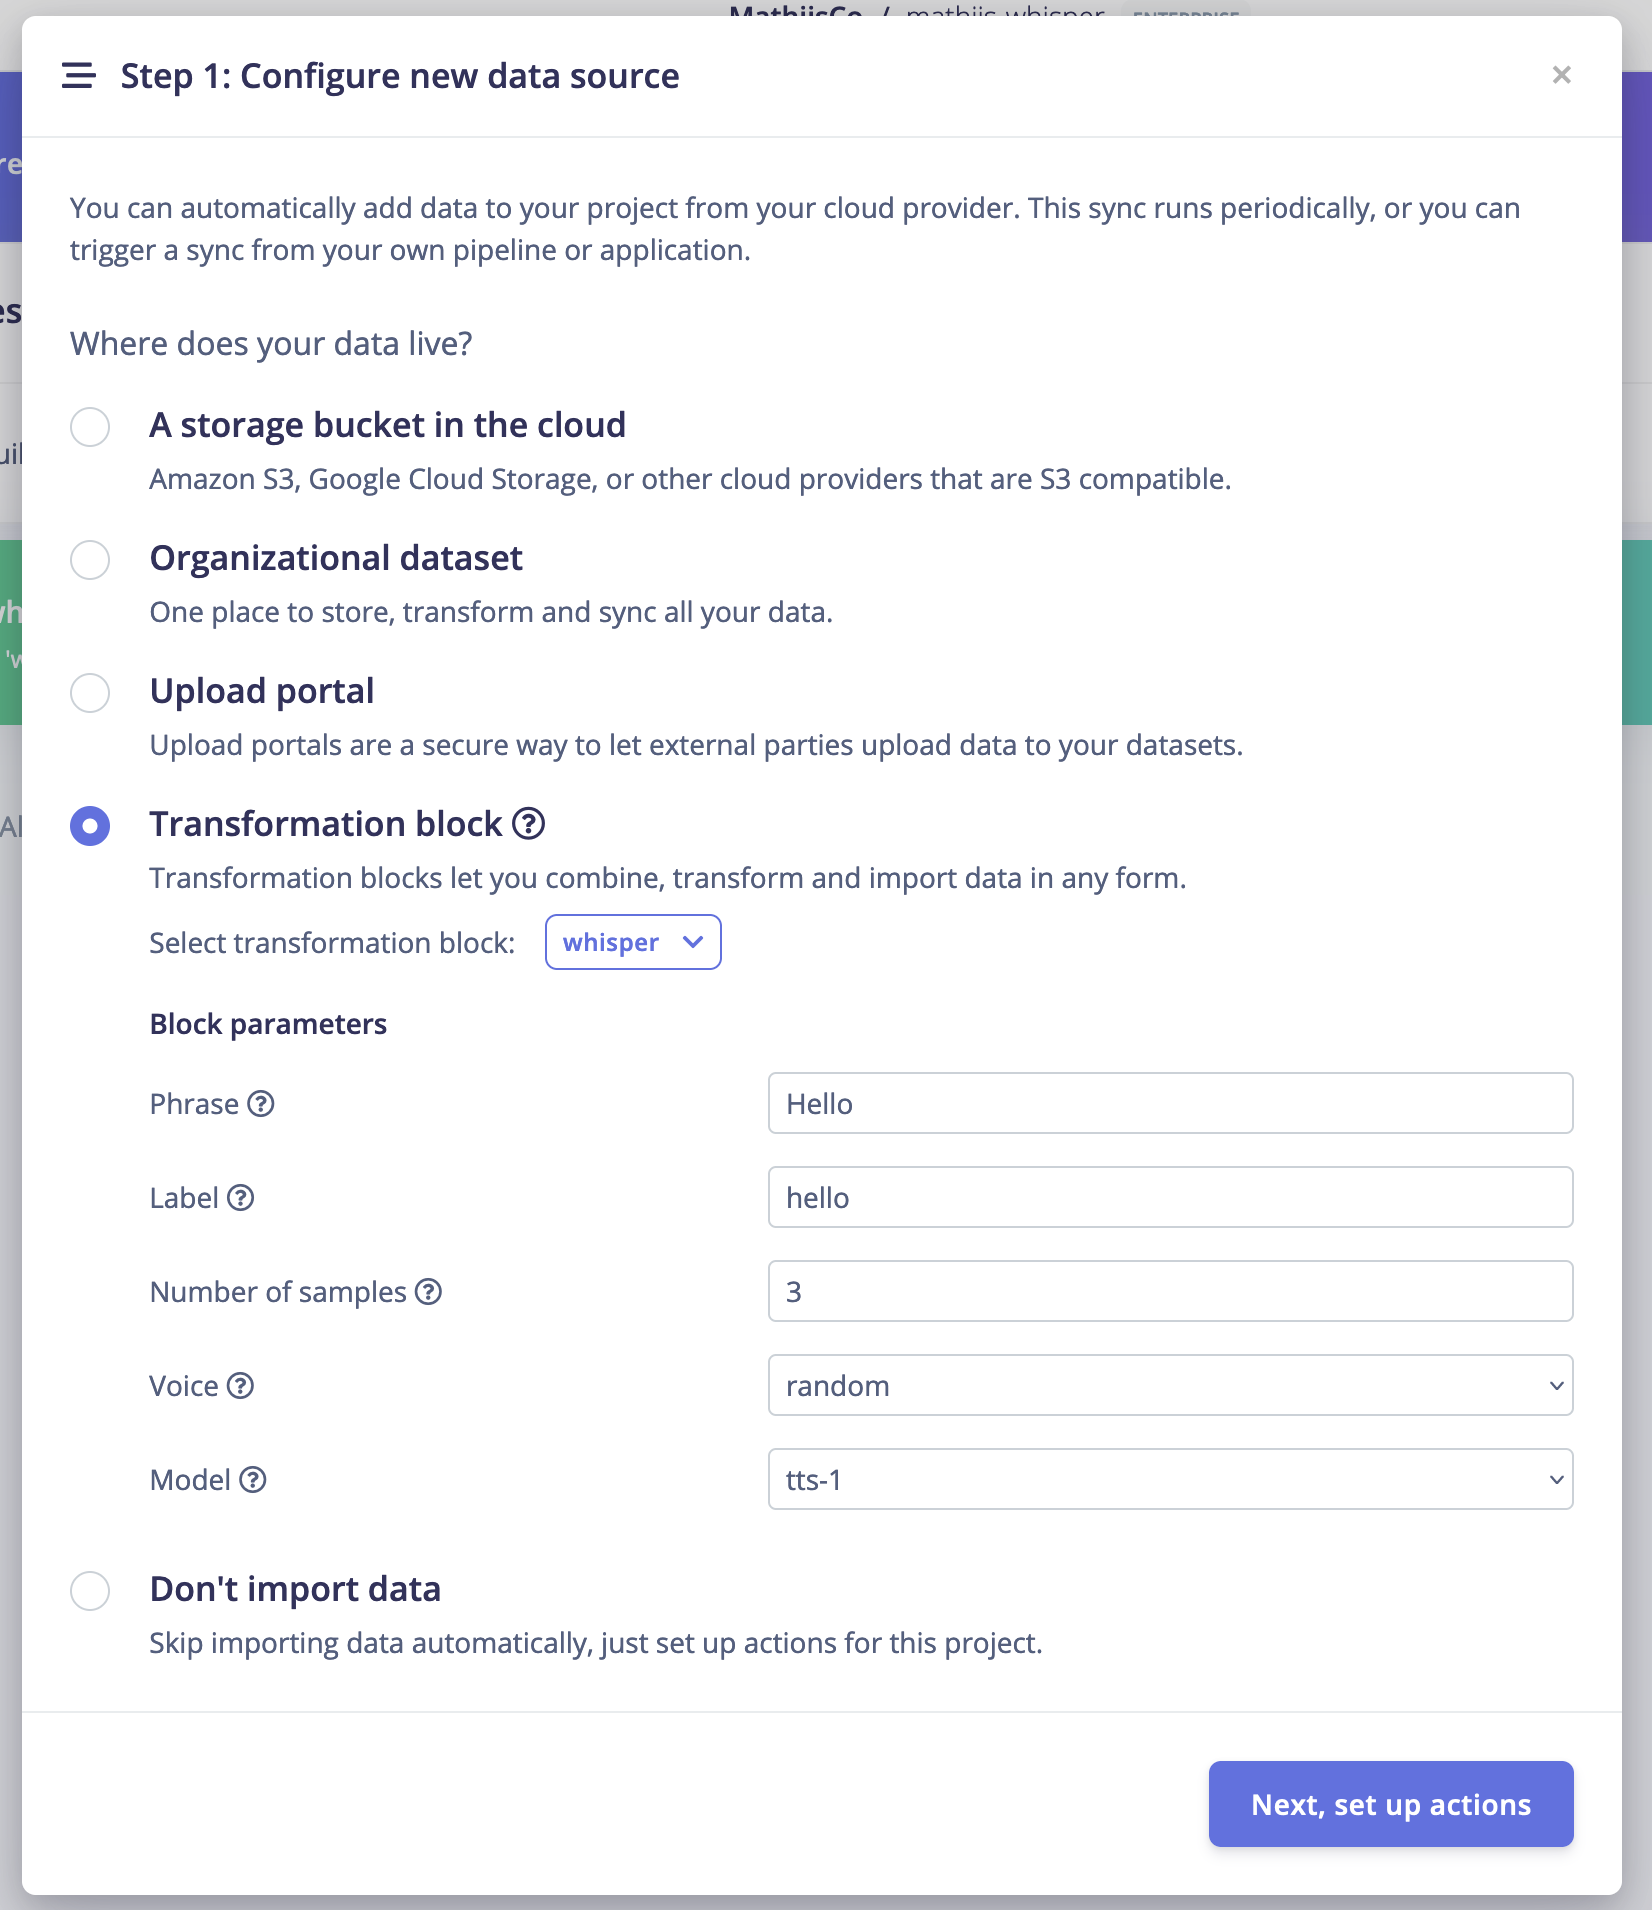 Step 1: Configure new data source
You can automatically add data to your project from your cloud provider. This sync runs periodically, or you can
trigger a sync from your own pipeline or application.
Where does your data live?
A storage bucket in the cloud
Amazon S3, Google Cloud Storage, or other cloud providers that are S3 compatible.
Organizational dataset
One place to store, transform and sync all your data.
Upload portal
Upload portals are a secure way to let external parties upload data to your datasets.
Transformation block
Transformation blocks let you combine, transform and import data in any form.
Select transformation block: whisper
Block parameters
Phrase Hello
Label hello
Number of samples 3
Voice random
Model tts-1
Don't import data
Skip importing data automatically, just set up actions for this project.
Next, set up actions